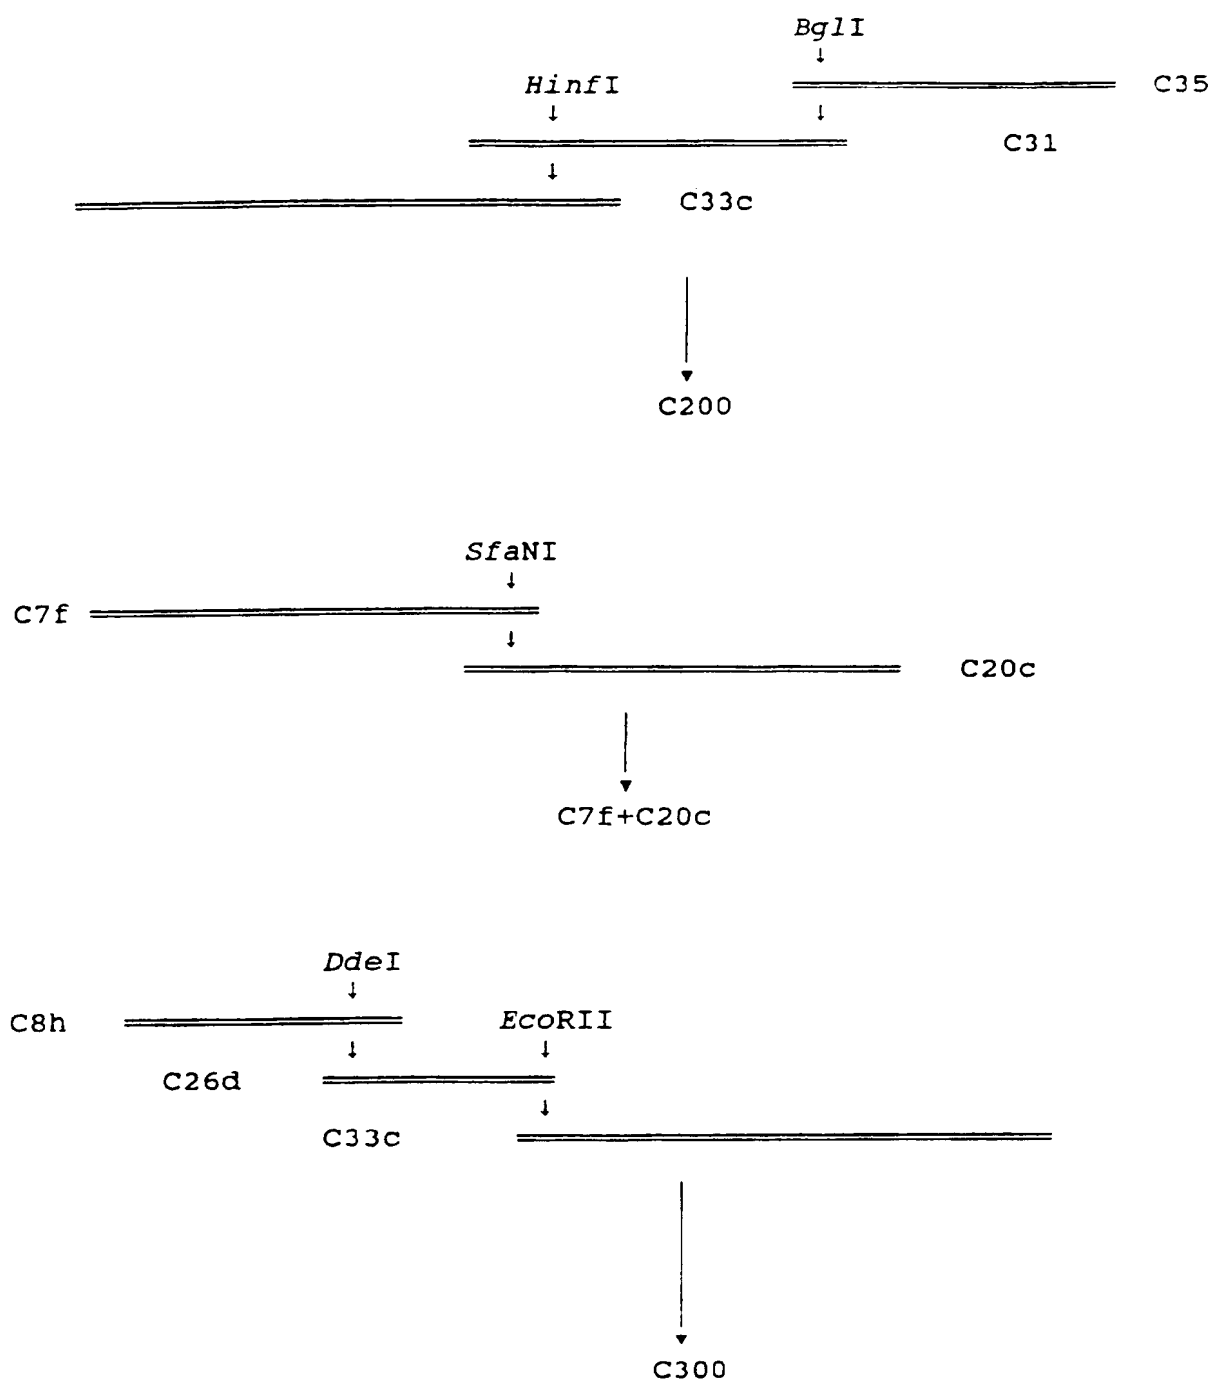 BglI
HinfI
C35
C31
C33c
C200
SfaNI
C7f
C20c
C7f+C20c
DdeI
C8h
EcoRII
C26d
C33c
C300